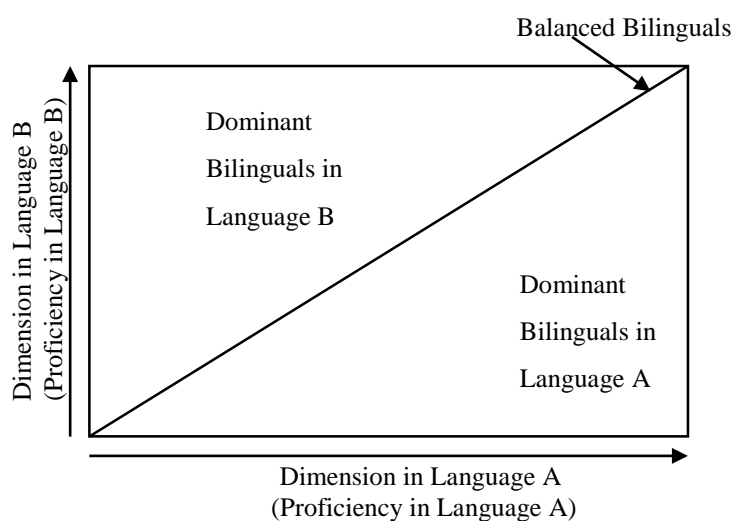 Balanced Bilinguals
Dimension in Language B
(Proficiency in Language B)
Dominant
Bilinguals in
Language B
Dominant
Bilinguals in
Language A
Dimension in Language A
(Proficiency in Language A)